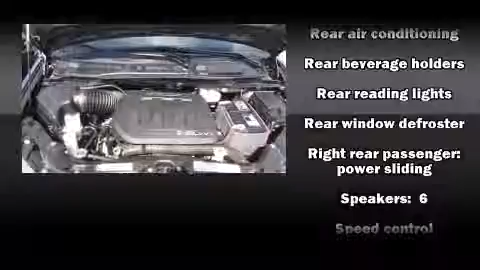 Rear air conditioning
Rear beverage holders
Rear reading lights
Rear window defroster
Right rear passenger:
power sliding
Speakers: 6
Speed control